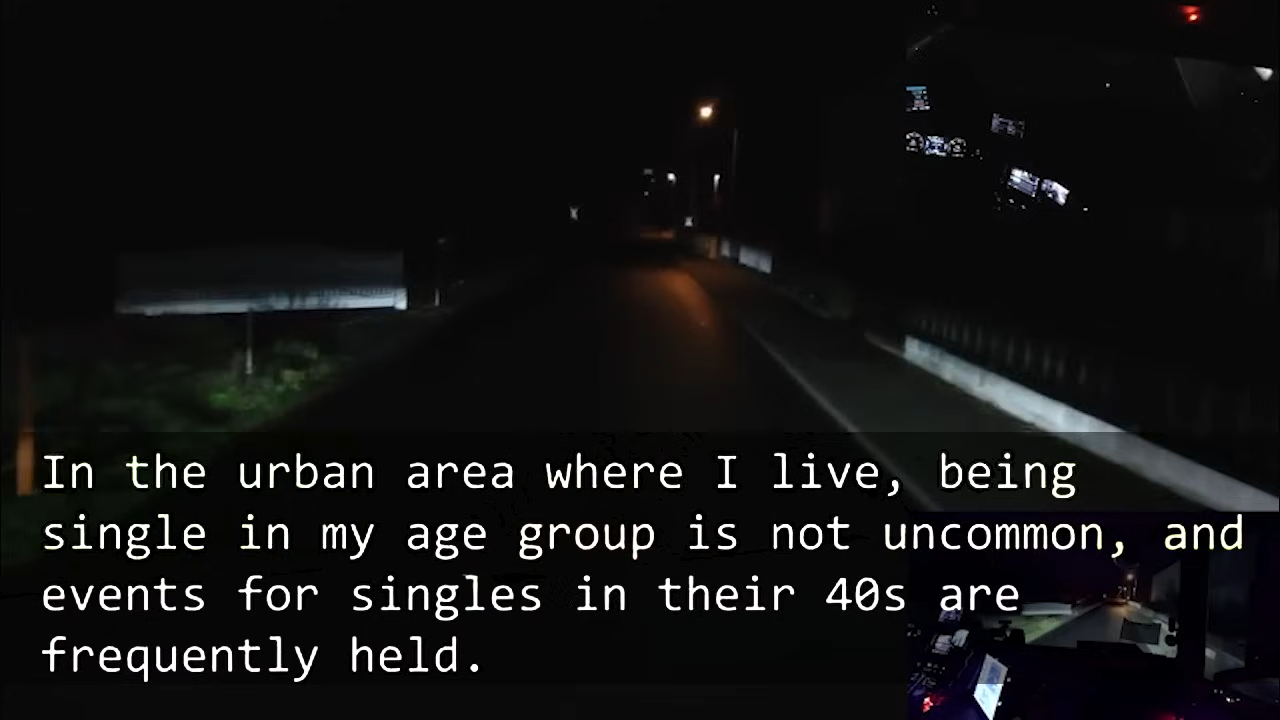 In the urban area where I live, being
single in my age group is not uncommon, and
events for singles in their 40s are
frequently held.